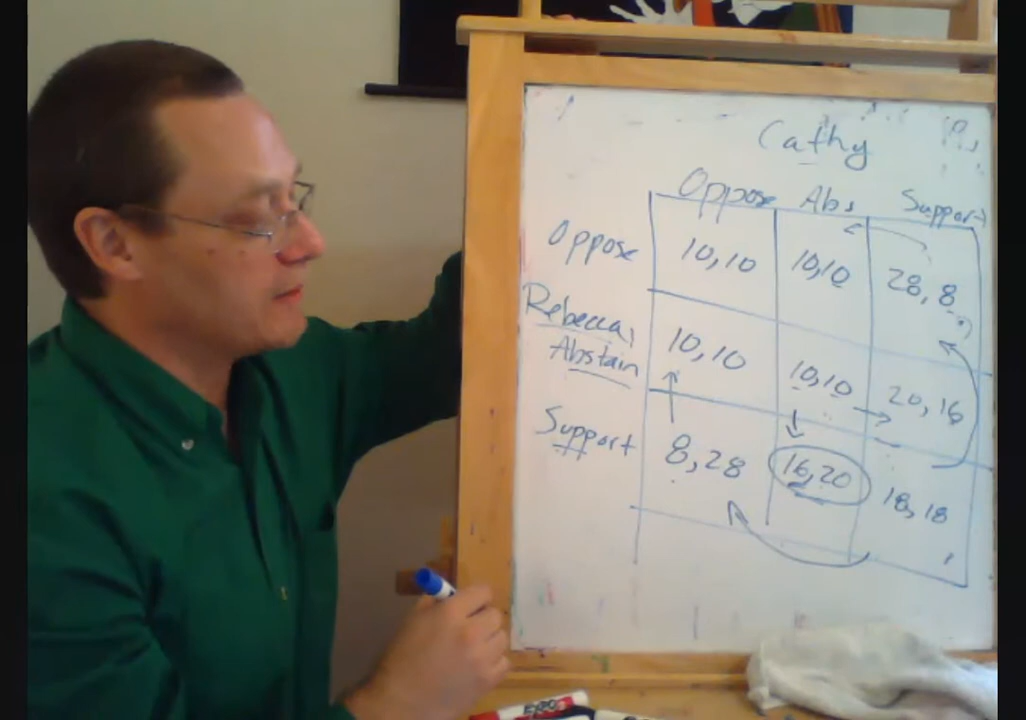 Cathy
Oppose Abs Support
Oppose 10,10 10,10 28,8
Rebecca,
Abstain 10,10 10,10 20,16
Support 8,28 16,20 18,18
EXPO